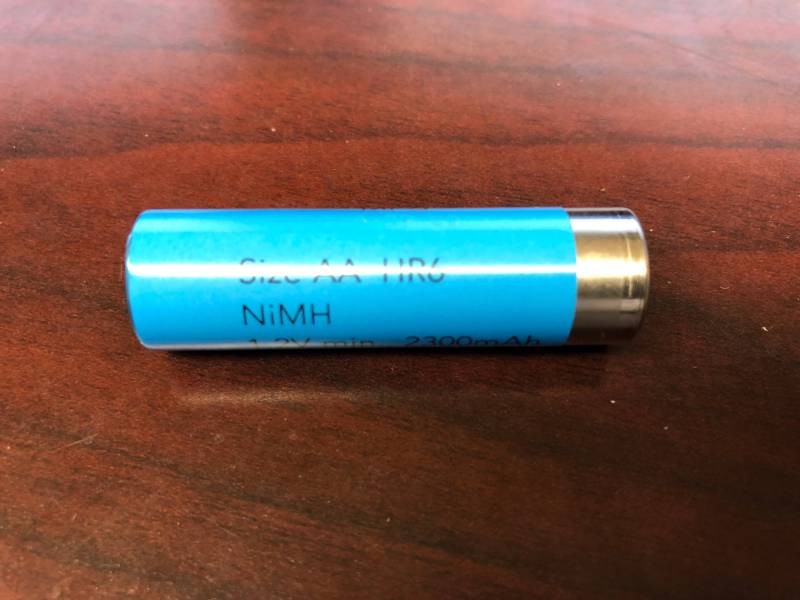 Size AA HR6
NiMH
1.2V min. 2300mAh